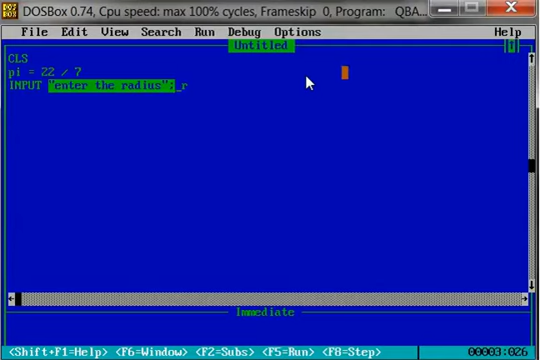 DOSBox 0.74, Cpu speed: max 100% cycles, Frameskip 0, Program: QBA...
File Edit View Search Run Debug Options Help
Untitled
CLS
pi = 22 / 7
INPUT "enter the radius";_r
Immediate
<Shift+F1=Help> <F6=Window> <F2=Subs> <F5=Run> <F8=Step> 00003:026